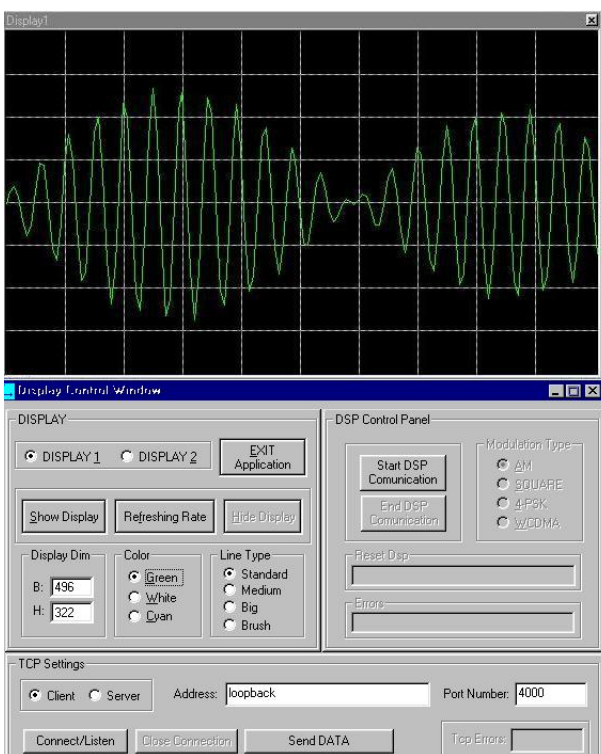 Display1
Display Control Window
DISPLAY
DISPLAY 1
DISPLAY 2
EXIT
Application
Show Display
Refreshing Rate
Hide Display
Display Dim
B: 496
H: 322
Color
Green
White
Cyan
Line Type
Standard
Medium
Big
Brush
DSP Control Panel
Start DSP
Comunication
End DSP
Comunication
Modulation Type
AM
SQUARE
4-PSK
WCDMA
Reset Dsp
Errors
TCP Settings
Client
Server
Address: loopback
Port Number: 4000
Connect/Listen
Close Connection
Send DATA
Tcp Errors: